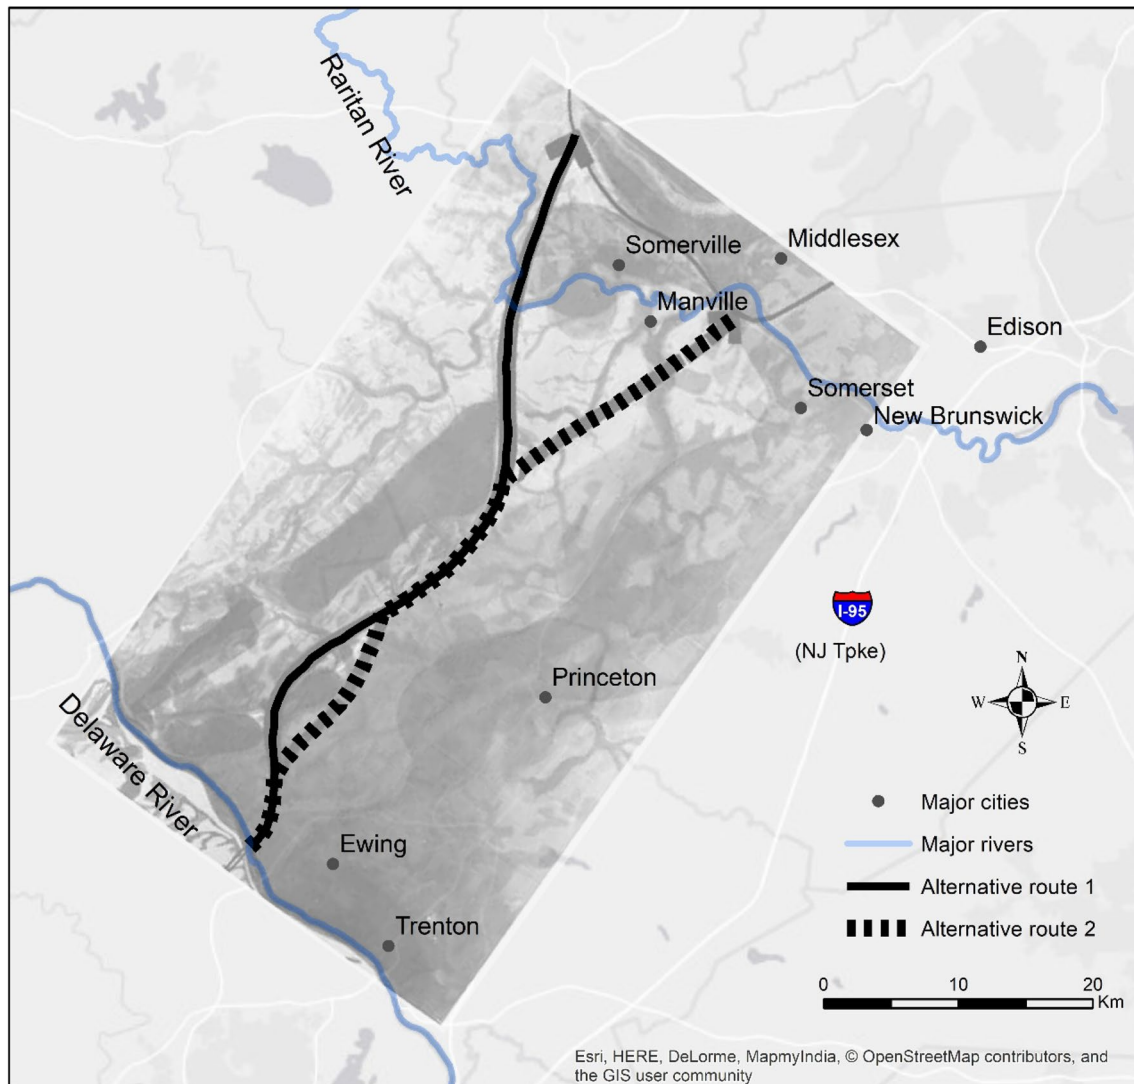 Raritan River
Somerville
Middlesex
Manville
Edison
Somerset
New Brunswick
I-95
(NJ Tpke)
Princeton
N
W
E
S
Delaware River
Major cities
Major rivers
Ewing
Alternative route 1
Trenton
Alternative route 2
0 10 20
Km
Esri, HERE, DeLorme, MapmyIndia, © OpenStreetMap contributors, and
the GIS user community